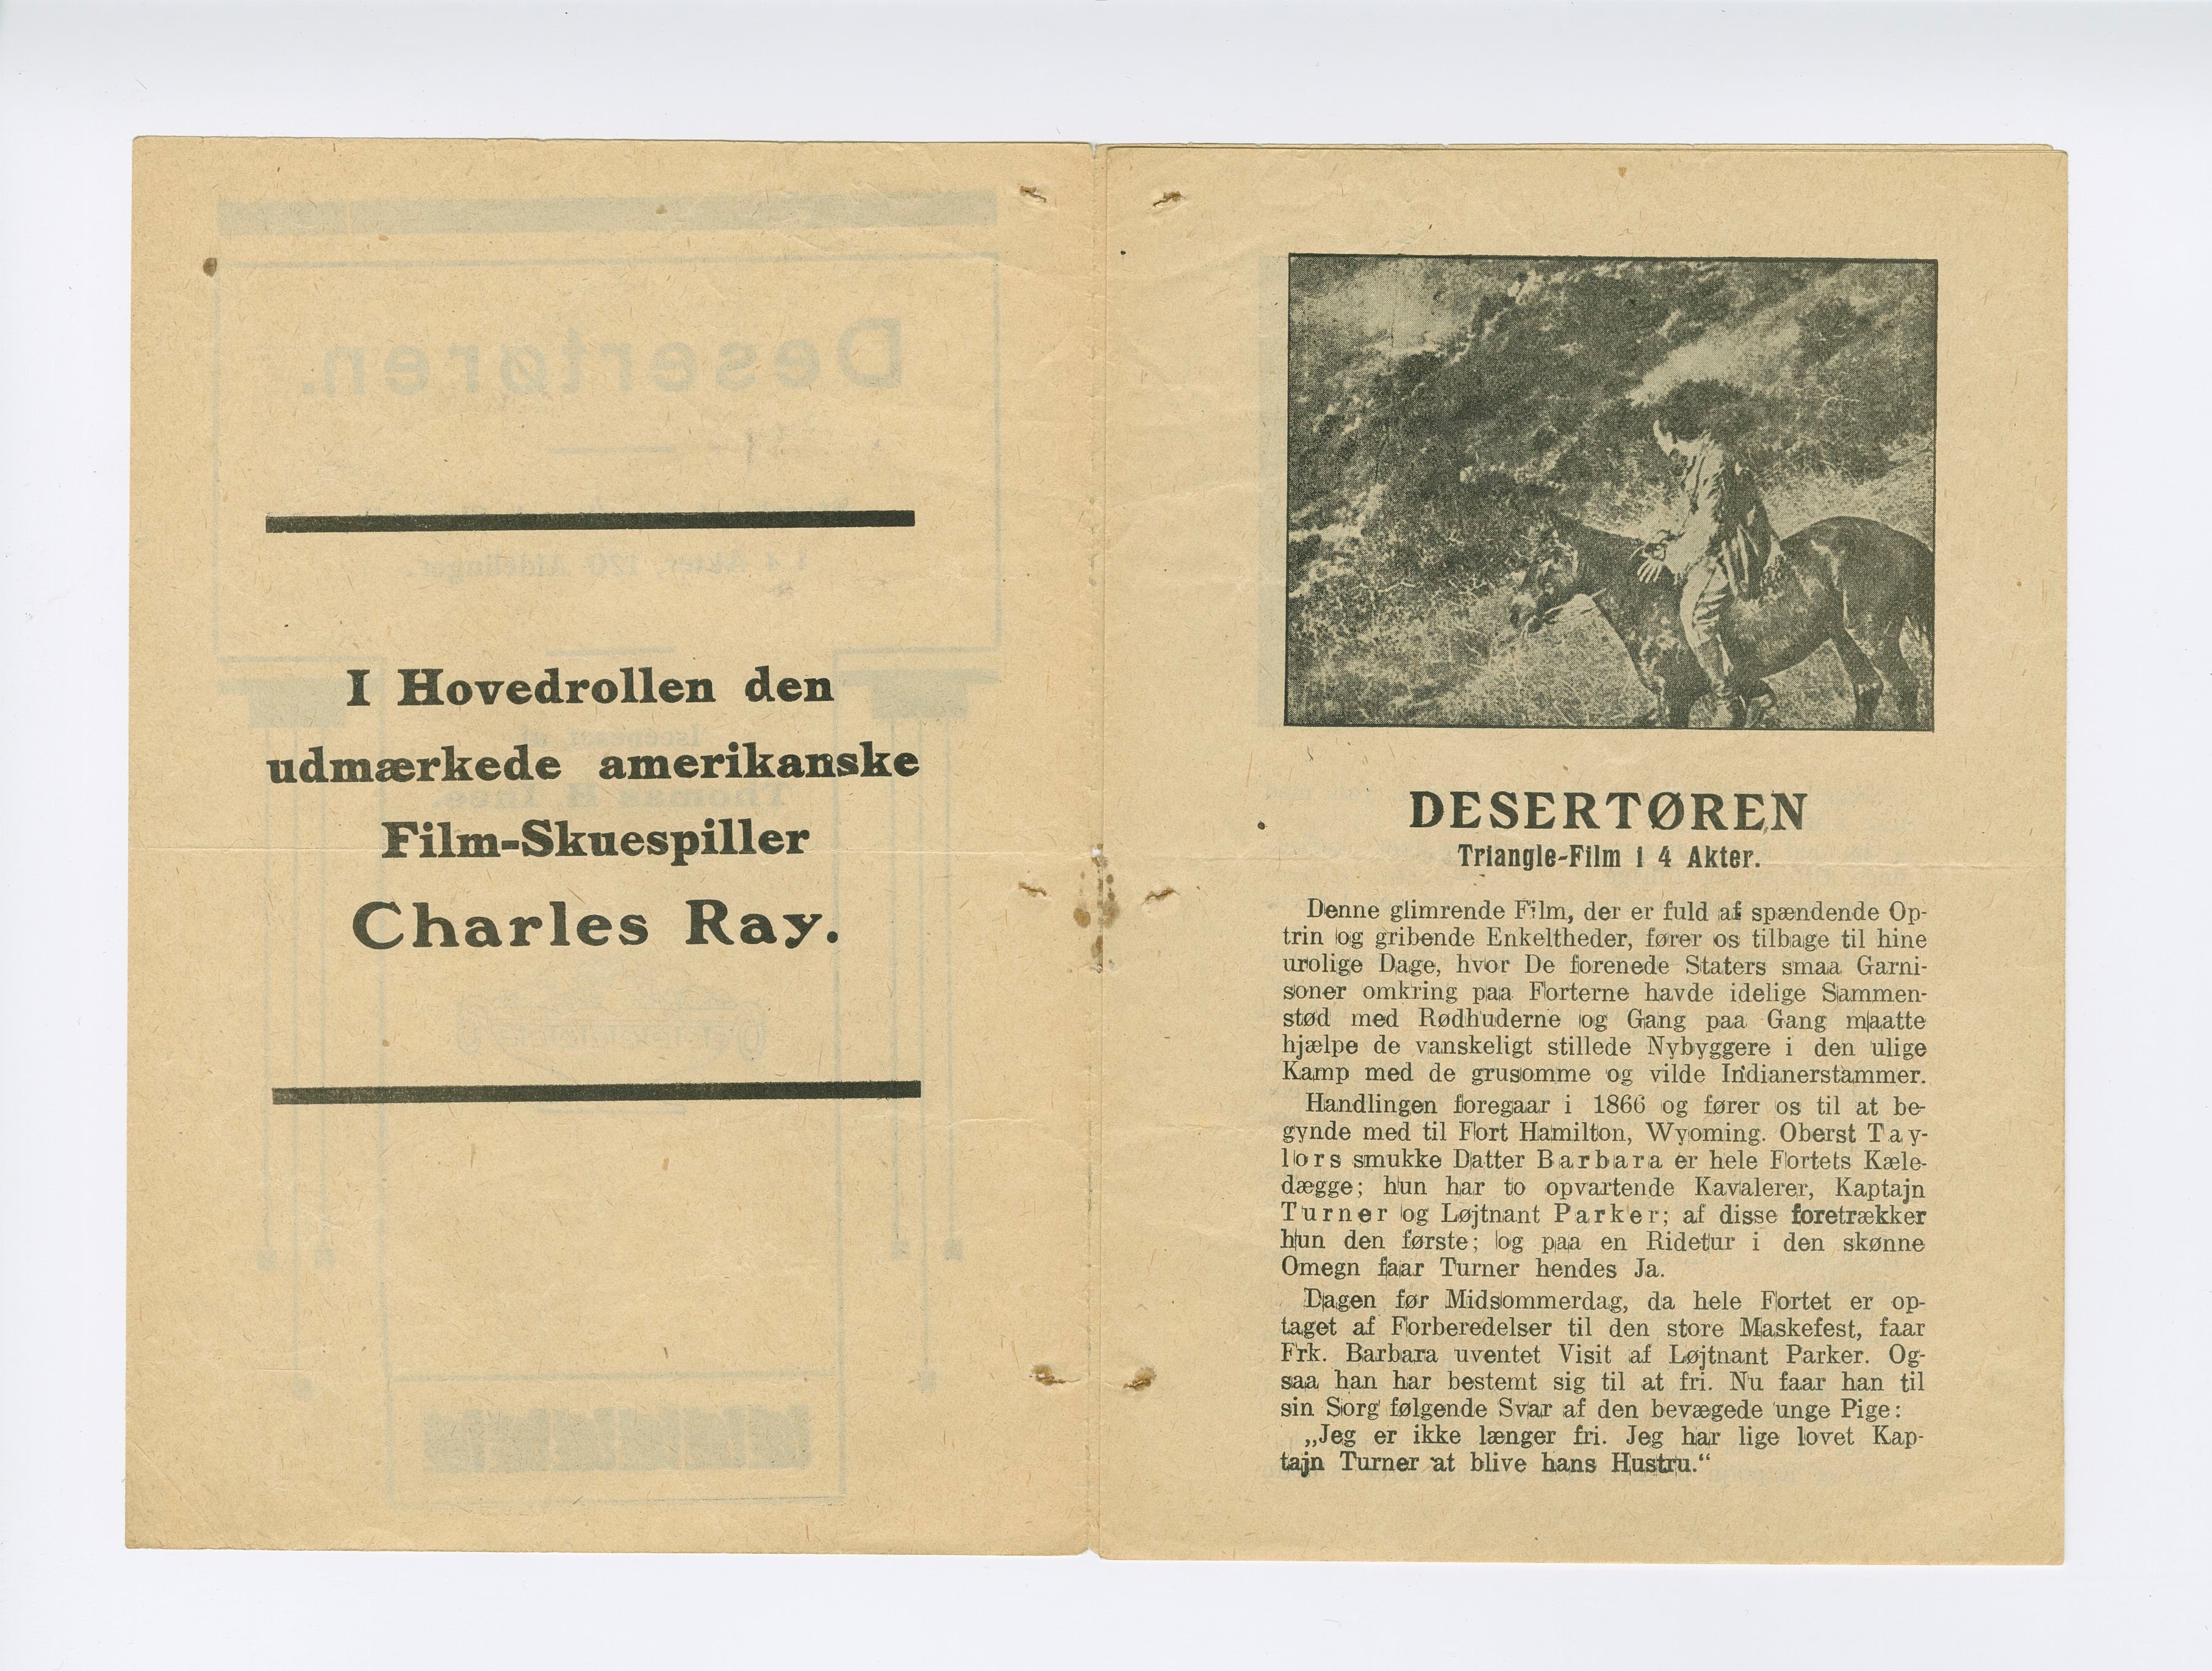 I Hovedrollen den
udmærkede amerikanske
Film-Skuespiller
Charles Ray.
DESERTØREN
Triangle-Film i 4 Akter.
Denne glimrende Film, der er fuld af spændende Op-
trin og gribende Enkeltheder, fører os tilbage til hine
urolige Dage, hvor De forenede Staters smaa Garni-
soner omkring paa Forterne havde idelige Sammen-
stød med Rødhuderne og Gang paa Gang maatte
hjælpe de vanskeligt stillede Nybyggere i den ulige
Kamp med de grusomme og vilde Indianerstammer.
Handlingen foregaar i 1866 og fører os til at be-
gynde med til Fort Hamilton, Wyoming. Oberst Tay-
lors smukke Datter Barbara er hele Fortets Kæle-
dægge; hun har to opvartende Kavalerer, Kaptajn
Turner og Løjtnant Parker; af disse foretrækker
hun den første; og paa en Ridetur i den skønne
Omegn faar Turner hendes Ja.
Dagen før Midsommerdag, da hele Fortet er op-
taget af Forberedelser til den store Maskefest, faar
Frk. Barbara uventet Visit af Løjtnant Parker. Og-
saa han har bestemt sig til at fri. Nu faar han til
sin Sorg følgende Svar af den bevægede unge Pige:
„Jeg er ikke længer fri. Jeg har lige lovet Kap-
tajn Turner at blive hans Hustru.“